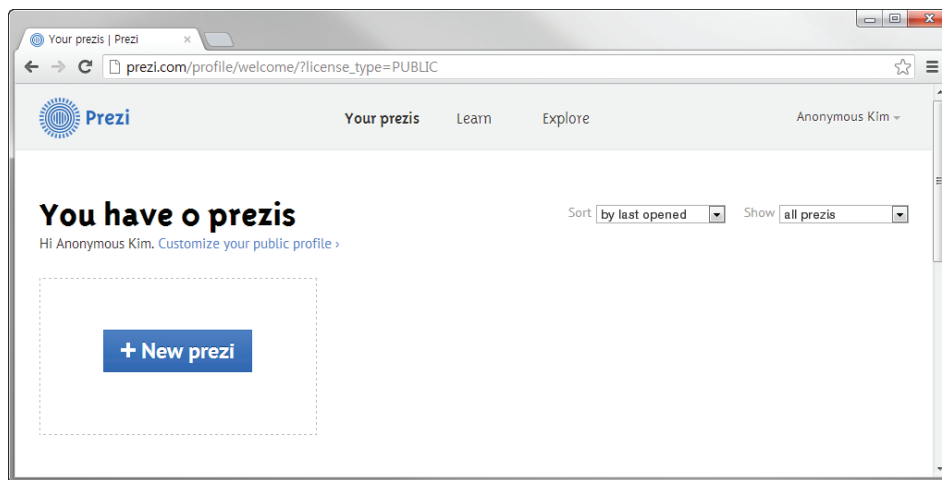 Your prezis | Prezi
prezi.com/profile/welcome/?license_type=PUBLIC
Prezi
Your prezis Learn Explore Anonymous Kim
You have 0 prezis
Sort by last opened Show all prezis
Hi Anonymous Kim. Customize your public profile ›
+ New prezi